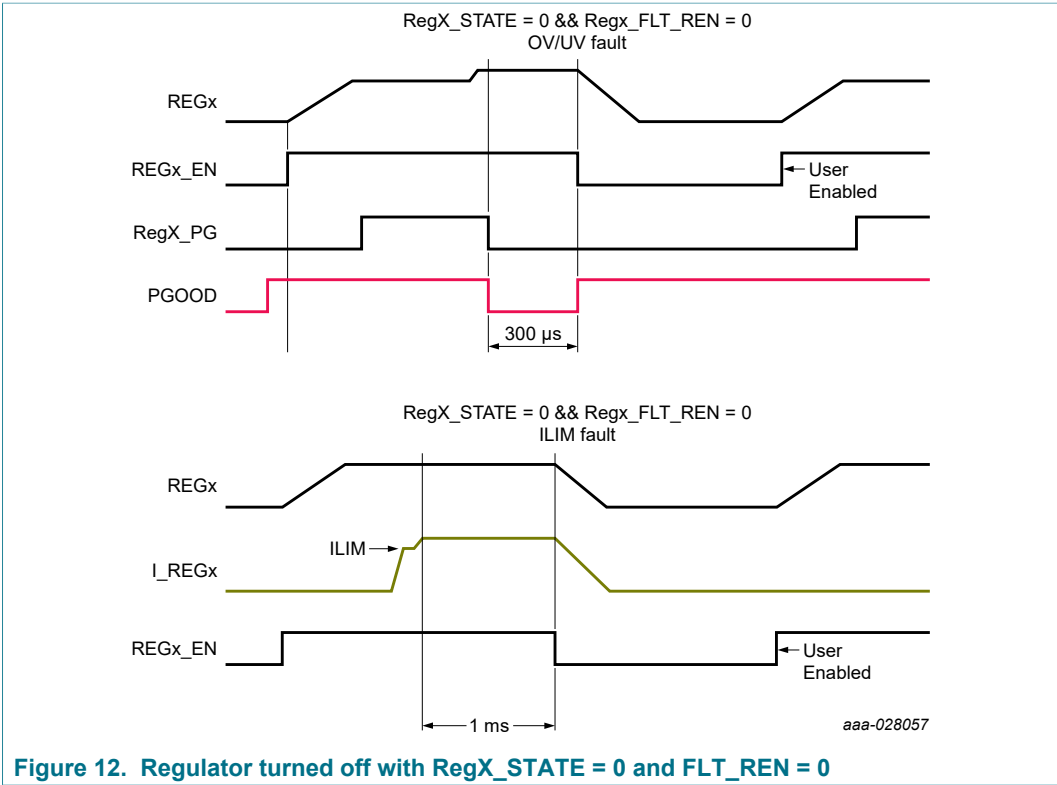 RegX_STATE = 0 && Regx_FLT_REN = 0
OV/UV fault
REGx
REGx_EN
User
Enabled
RegX_PG
PGOOD
300 µs
RegX_STATE = 0 && Regx_FLT_REN = 0
ILIM fault
REGx
ILIM
I_REGx
REGx_EN
User
Enabled
1 ms
aaa-028057
Figure 12. Regulator turned off with RegX_STATE = 0 and FLT_REN = 0